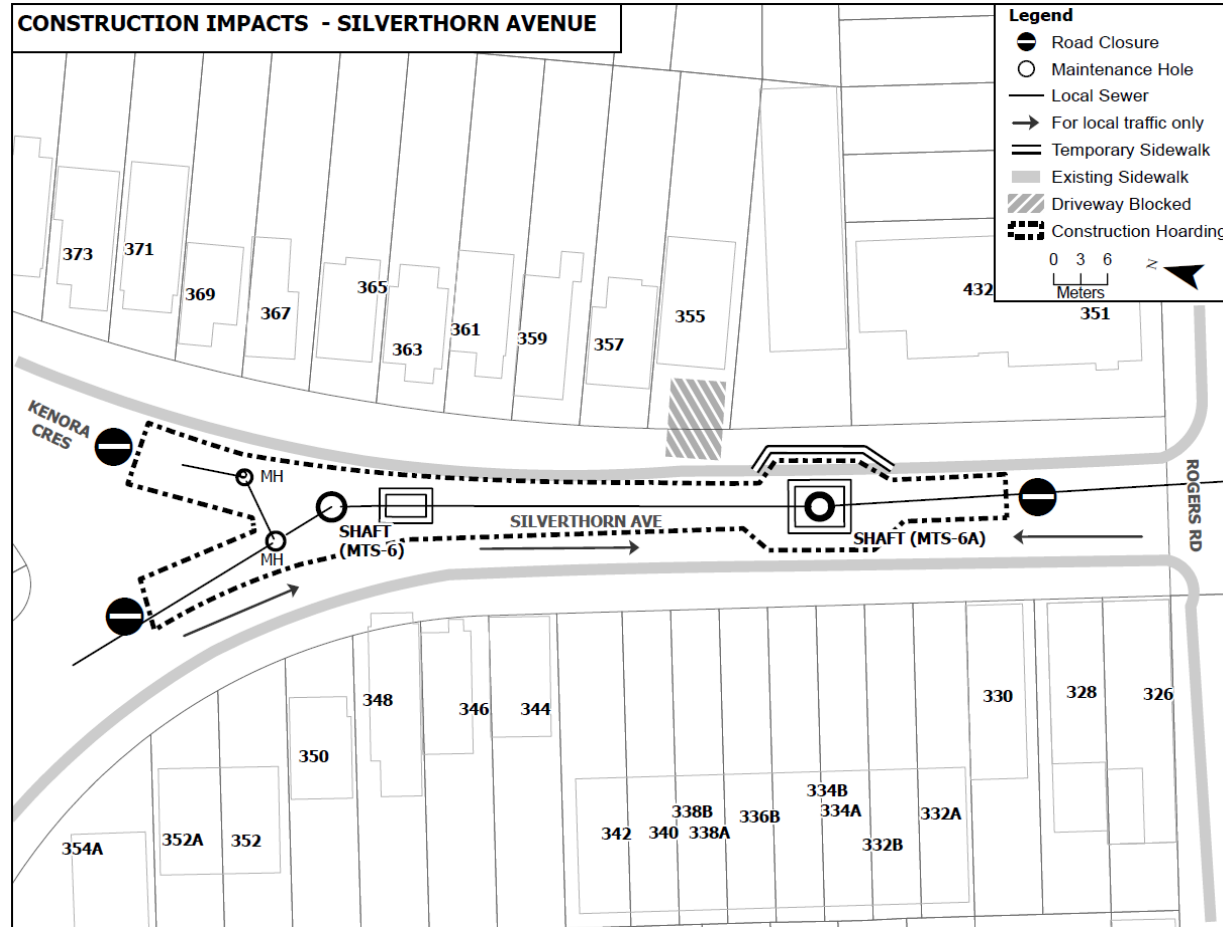 CONSTRUCTION IMPACTS - SILVERTHORN AVENUE
Legend
Road Closure
Maintenance Hole
Local Sewer
For local traffic only
Temporary Sidewalk
Existing Sidewalk
Driveway Blocked
Construction Hoarding
0 3 6
Meters
N
373
371
369
367
365
363
361
359
357
355
432
351
KENORA
CRES
MH
MH
SHAFT
(MTS-6)
SILVERTHORN AVE
SHAFT (MTS-6A)
ROGERS RD
354A
352A
352
350
348
346
344
342
340
338B
338A
336B
334B
334A
332B
332A
330
328
326